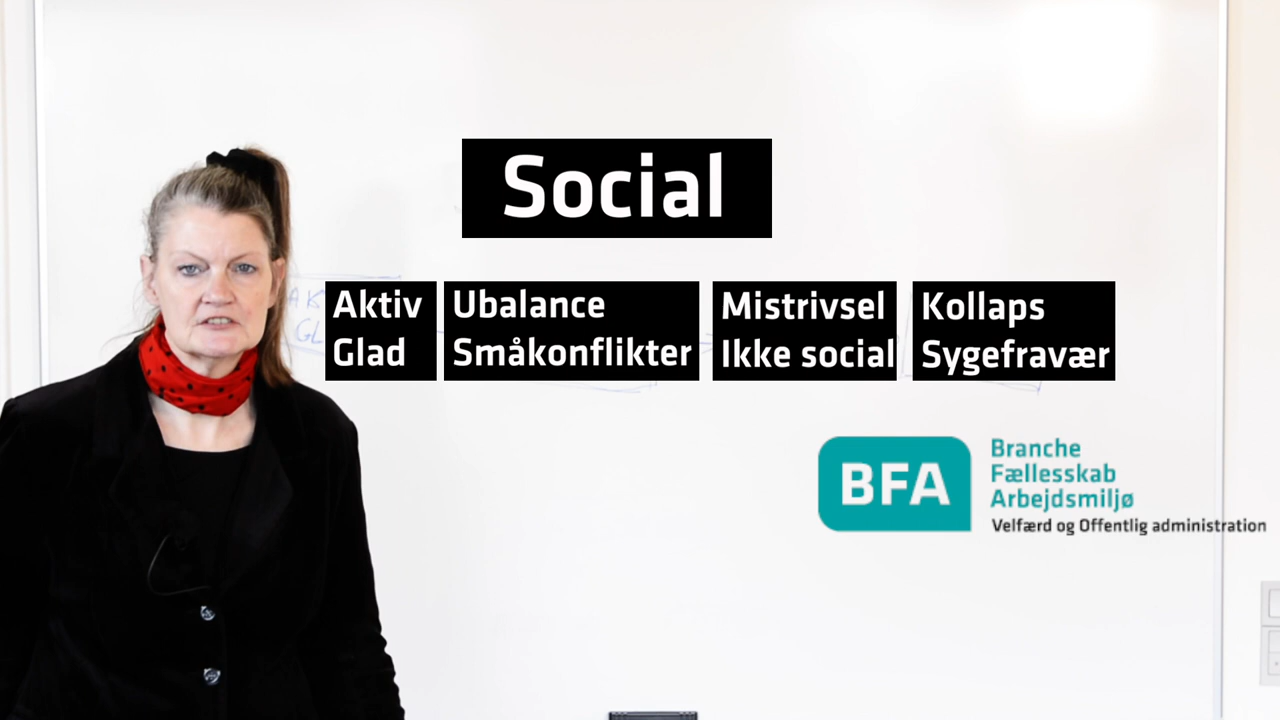 Social
Aktiv
Glad
Ubalance
Småkonflikter
Mistrivsel
Ikke social
Kollaps
Sygefravær
BFA
Branche
Fællesskab
Arbejdsmiljø
Velfærd og Offentlig administration